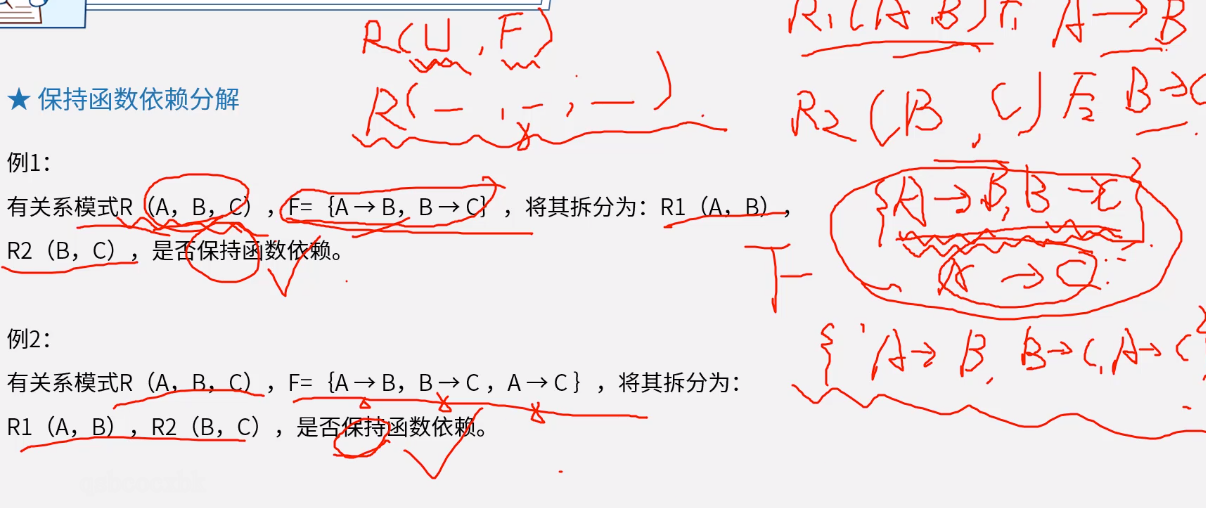 R(U,F)
R1(A,B) F1 A→B
★ 保持函数依赖分解
R(—,—,—)
R2(B,C) F2 B→C
例1：
有关系模式R（A，B，C），F=｛A→B，B→C｝，将其拆分为：R1（A，B），
{A→B,B→C}
R2（B，C），是否保持函数依赖。
A→C
例2：
{A→B,B→C,A→C}
有关系模式R（A，B，C），F=｛A→B，B→C ，A→C ｝，将其拆分为：
R1（A，B），R2（B，C），是否保持函数依赖。